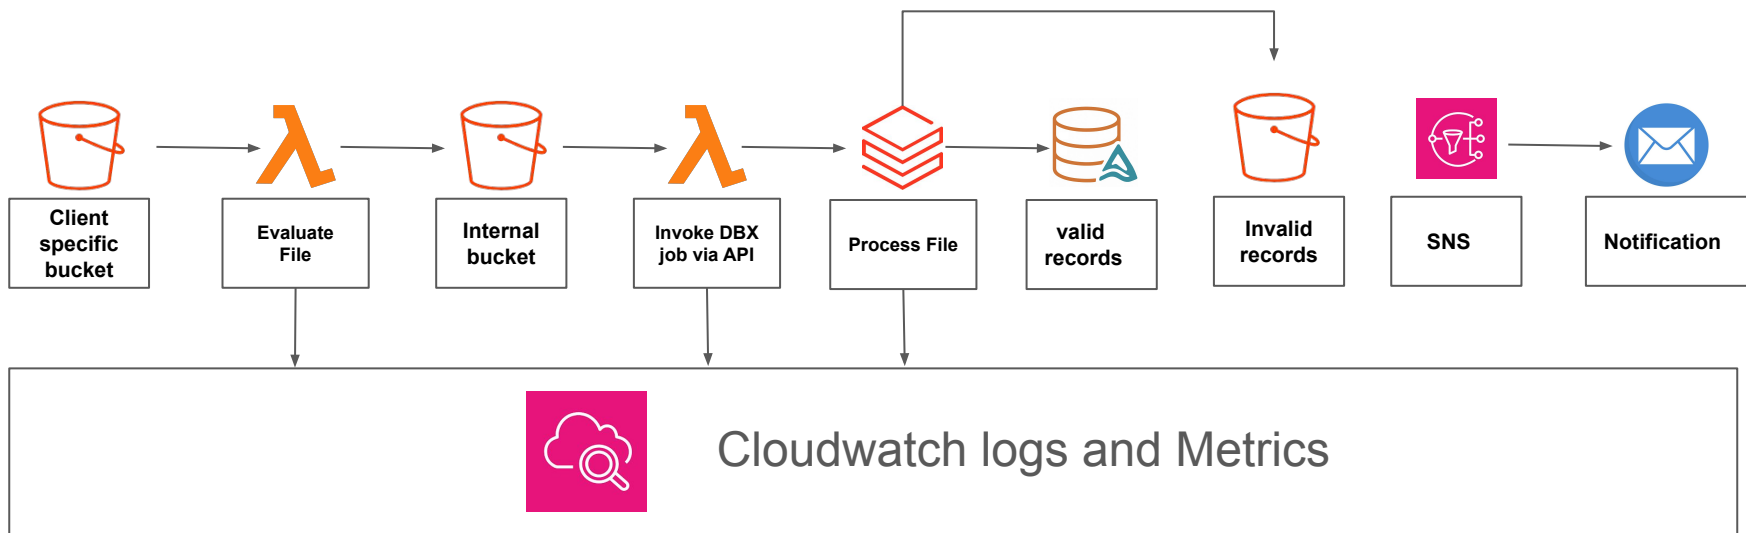 Client
specific
bucket
Evaluate
File
Internal
bucket
Invoke DBX
job via API
Process File
valid
records
Invalid
records
SNS
Notification
Cloudwatch logs and Metrics